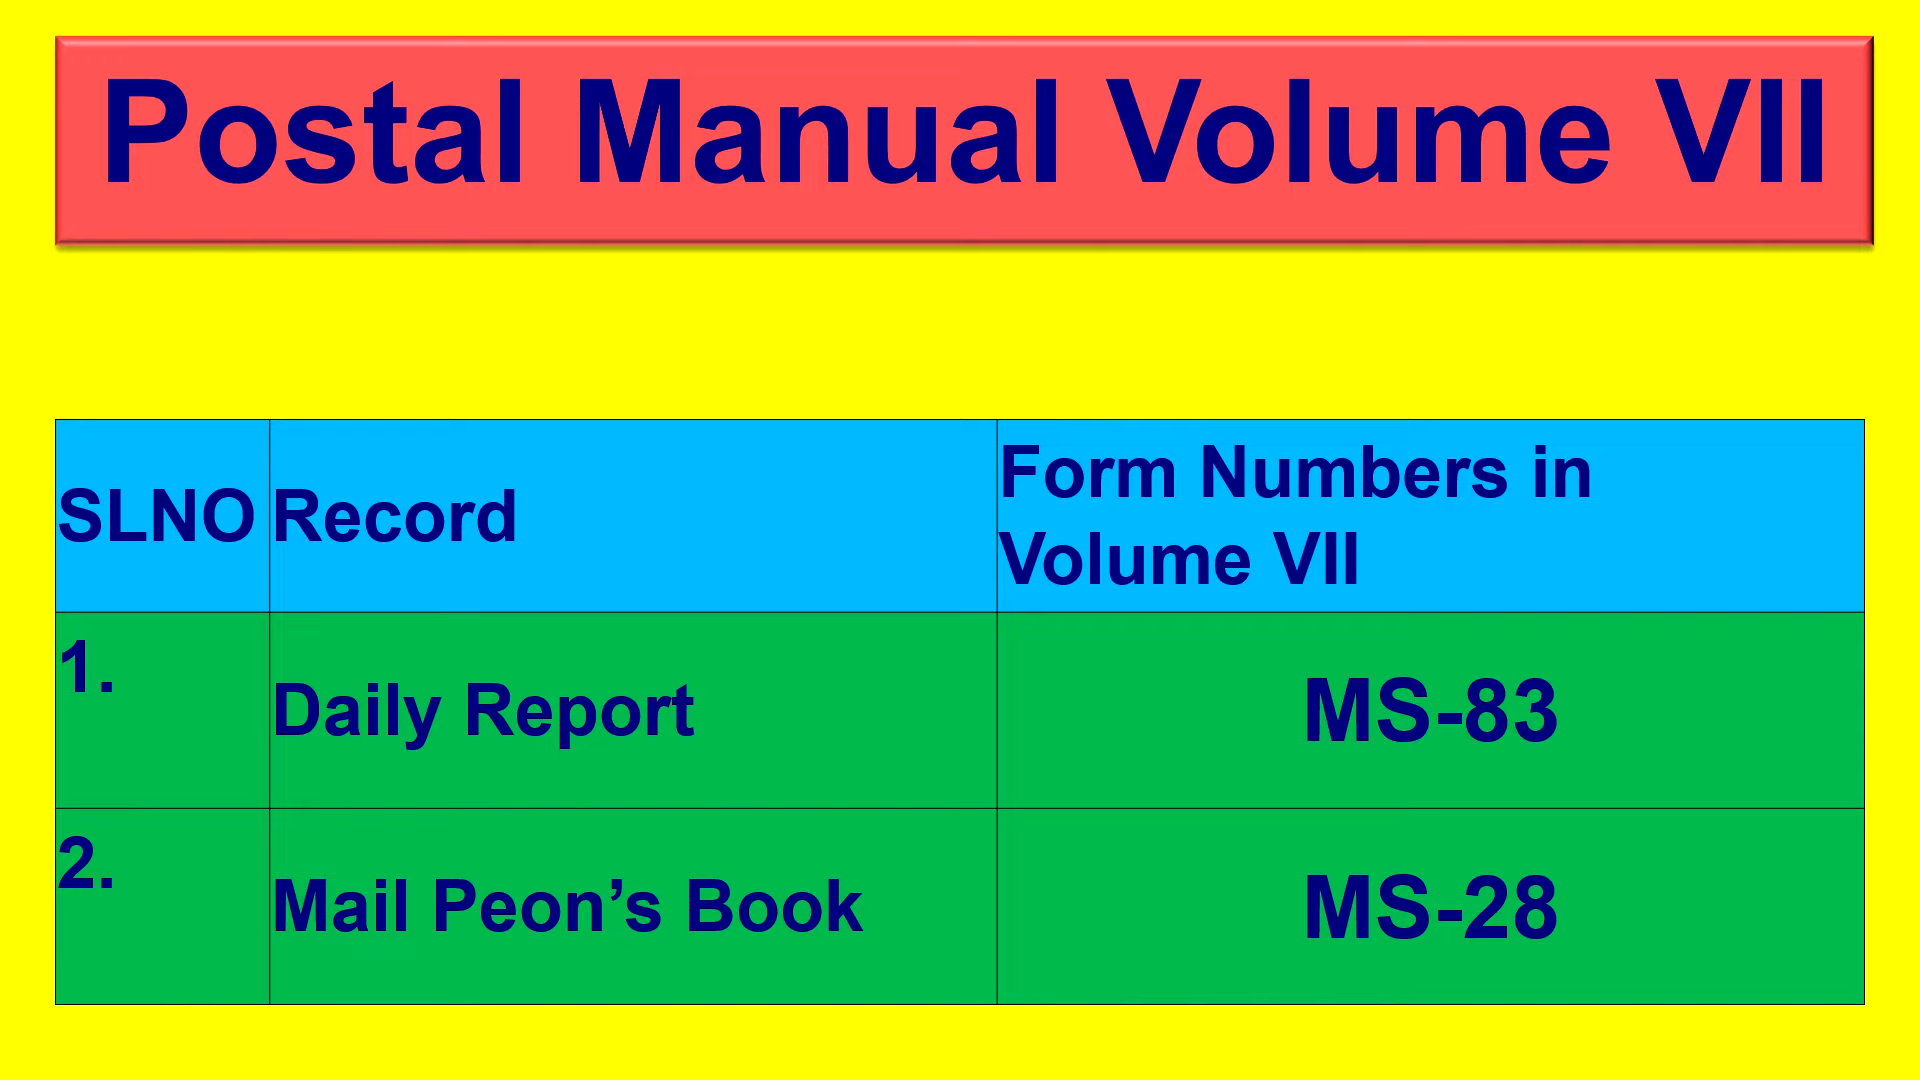 Postal Manual Volume VII
SLNO Record Form Numbers in
Volume VII
1. Daily Report MS-83
2. Mail Peon’s Book MS-28